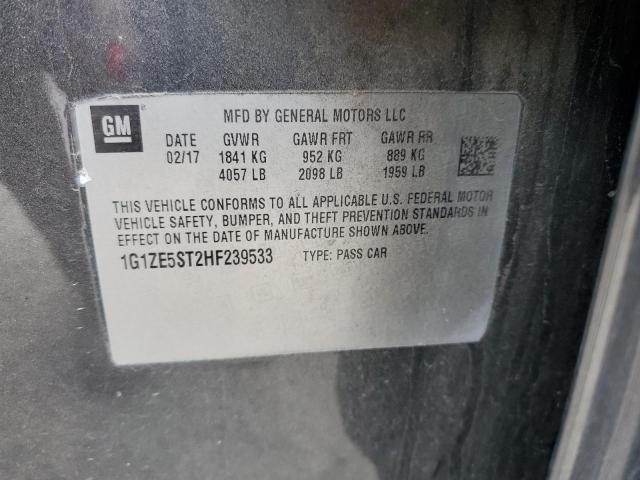 GM
MFD BY GENERAL MOTORS LLC
DATE GVWR GAWR FRT GAWR RR
02/17 1841 KG 952 KG 889 KG
4057 LB 2098 LB 1959 LB
THIS VEHICLE CONFORMS TO ALL APPLICABLE U.S. FEDERAL MOTOR
VEHICLE SAFETY, BUMPER, AND THEFT PREVENTION STANDARDS IN
EFFECT ON THE DATE OF MANUFACTURE SHOWN ABOVE.
1G1ZE5ST2HF239533 TYPE: PASS CAR